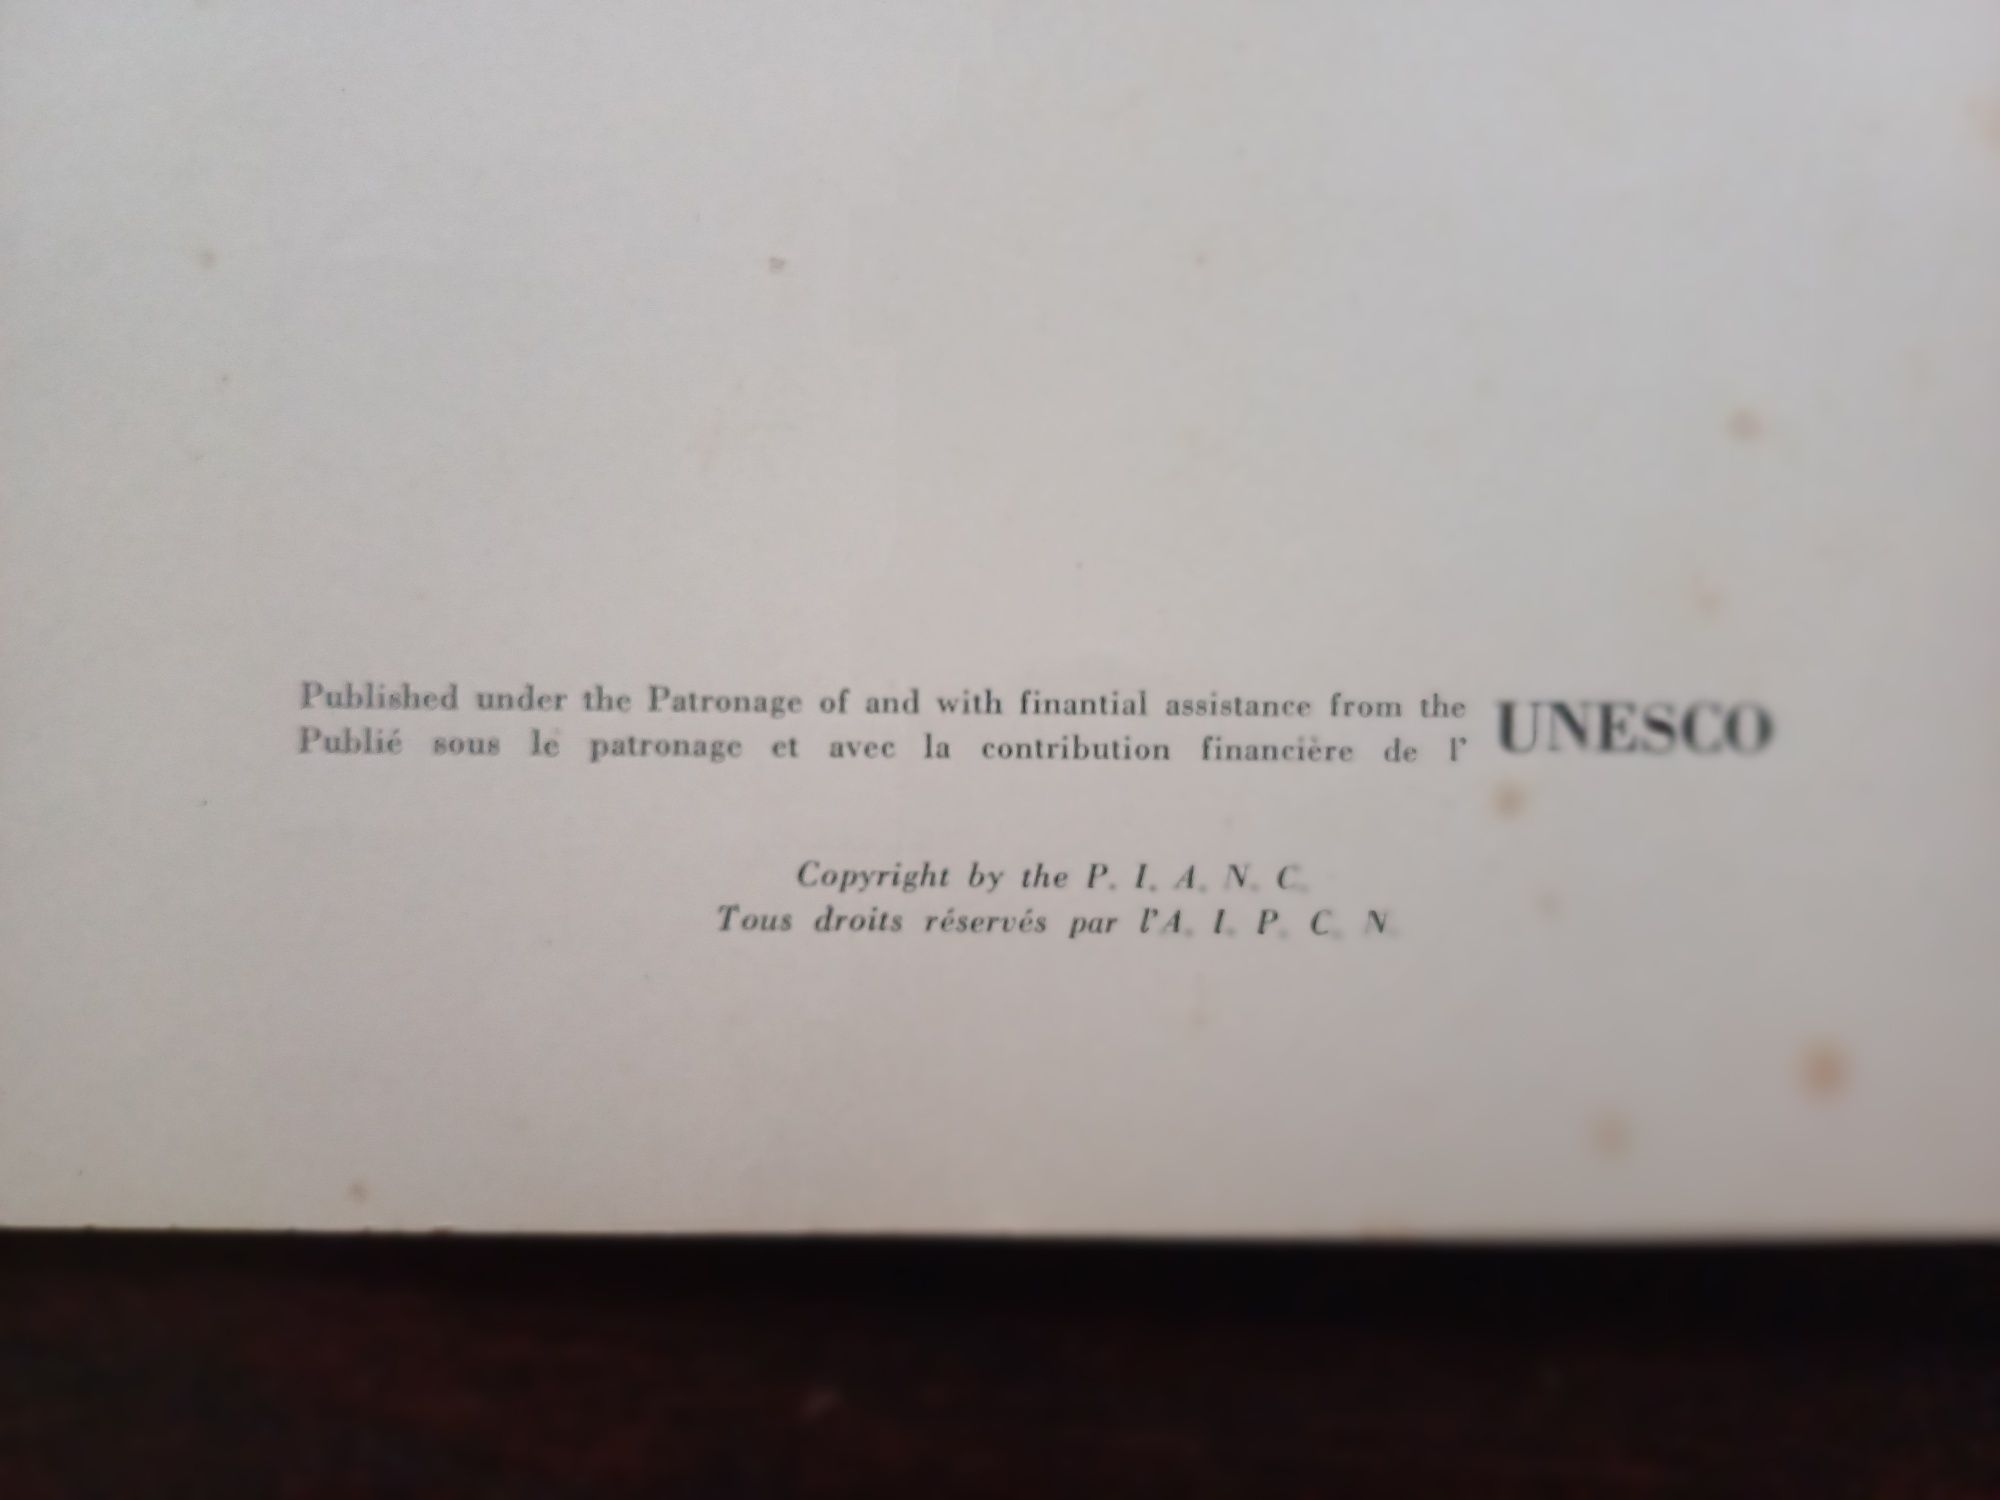 Published under the Patronage of and with finantial assistance from the UNESCO
Publié sous le patronage et avec la contribution financière de l'
Copyright by the P. I. A. N. C.
Tous droits réservés par l'A. I. P. C. N.